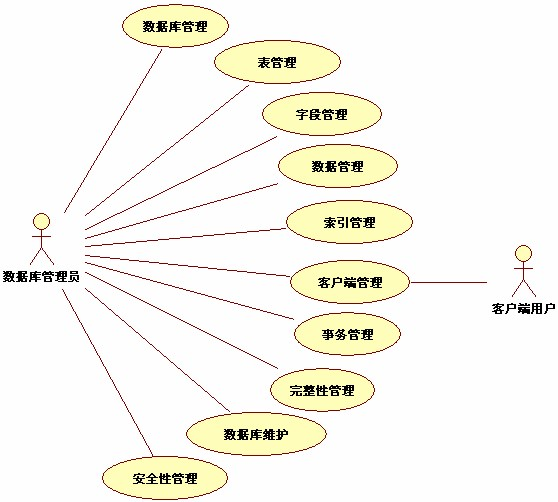 数据库管理
表管理
字段管理
数据管理
索引管理
数据库管理员
客户端管理
客户端用户
事务管理
完整性管理
数据库维护
安全性管理